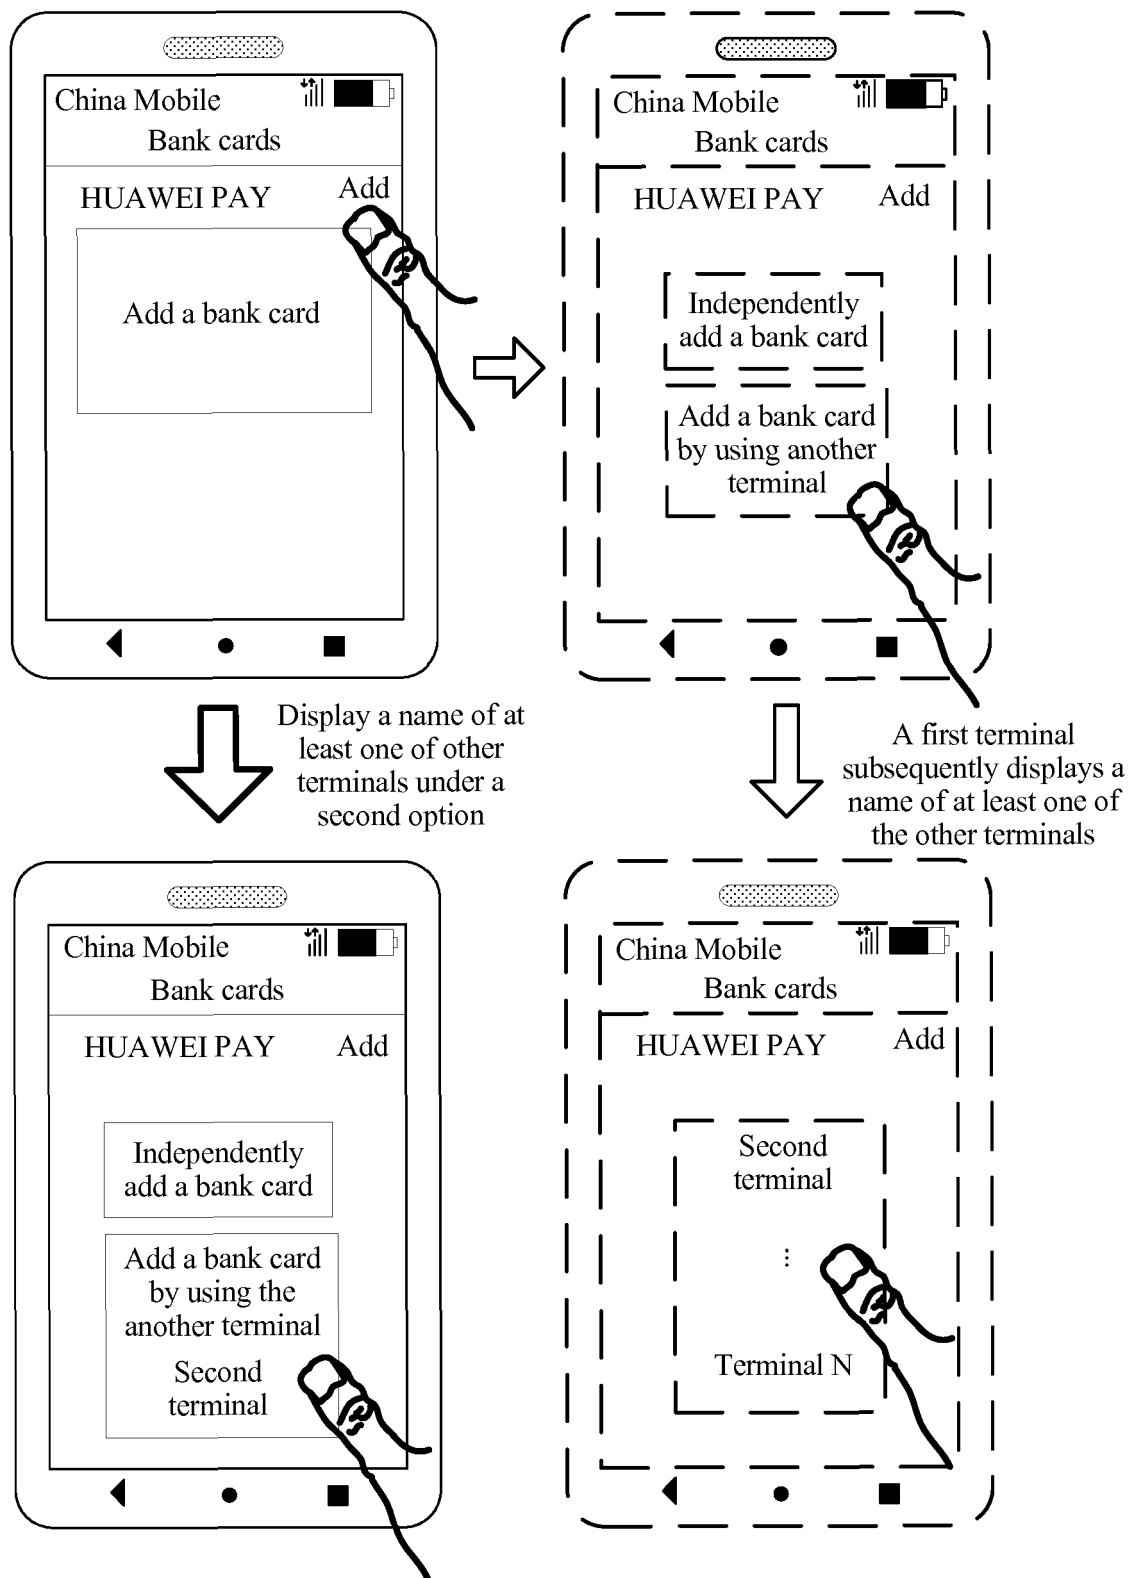 China Mobile
Bank cards
HUAWEI PAY
Add
Add a bank card
China Mobile
Bank cards
HUAWEI PAY
Add
Independently
add a bank card
Add a bank card
by using another
terminal
Display a name of at
least one of other
terminals under a
second option
A first terminal
subsequently displays a
name of at least one of
the other terminals
China Mobile
Bank cards
HUAWEI PAY
Add
Independently
add a bank card
Add a bank card
by using the
another terminal
Second
terminal
China Mobile
Bank cards
HUAWEI PAY
Add
Second
terminal
⋮
Terminal N